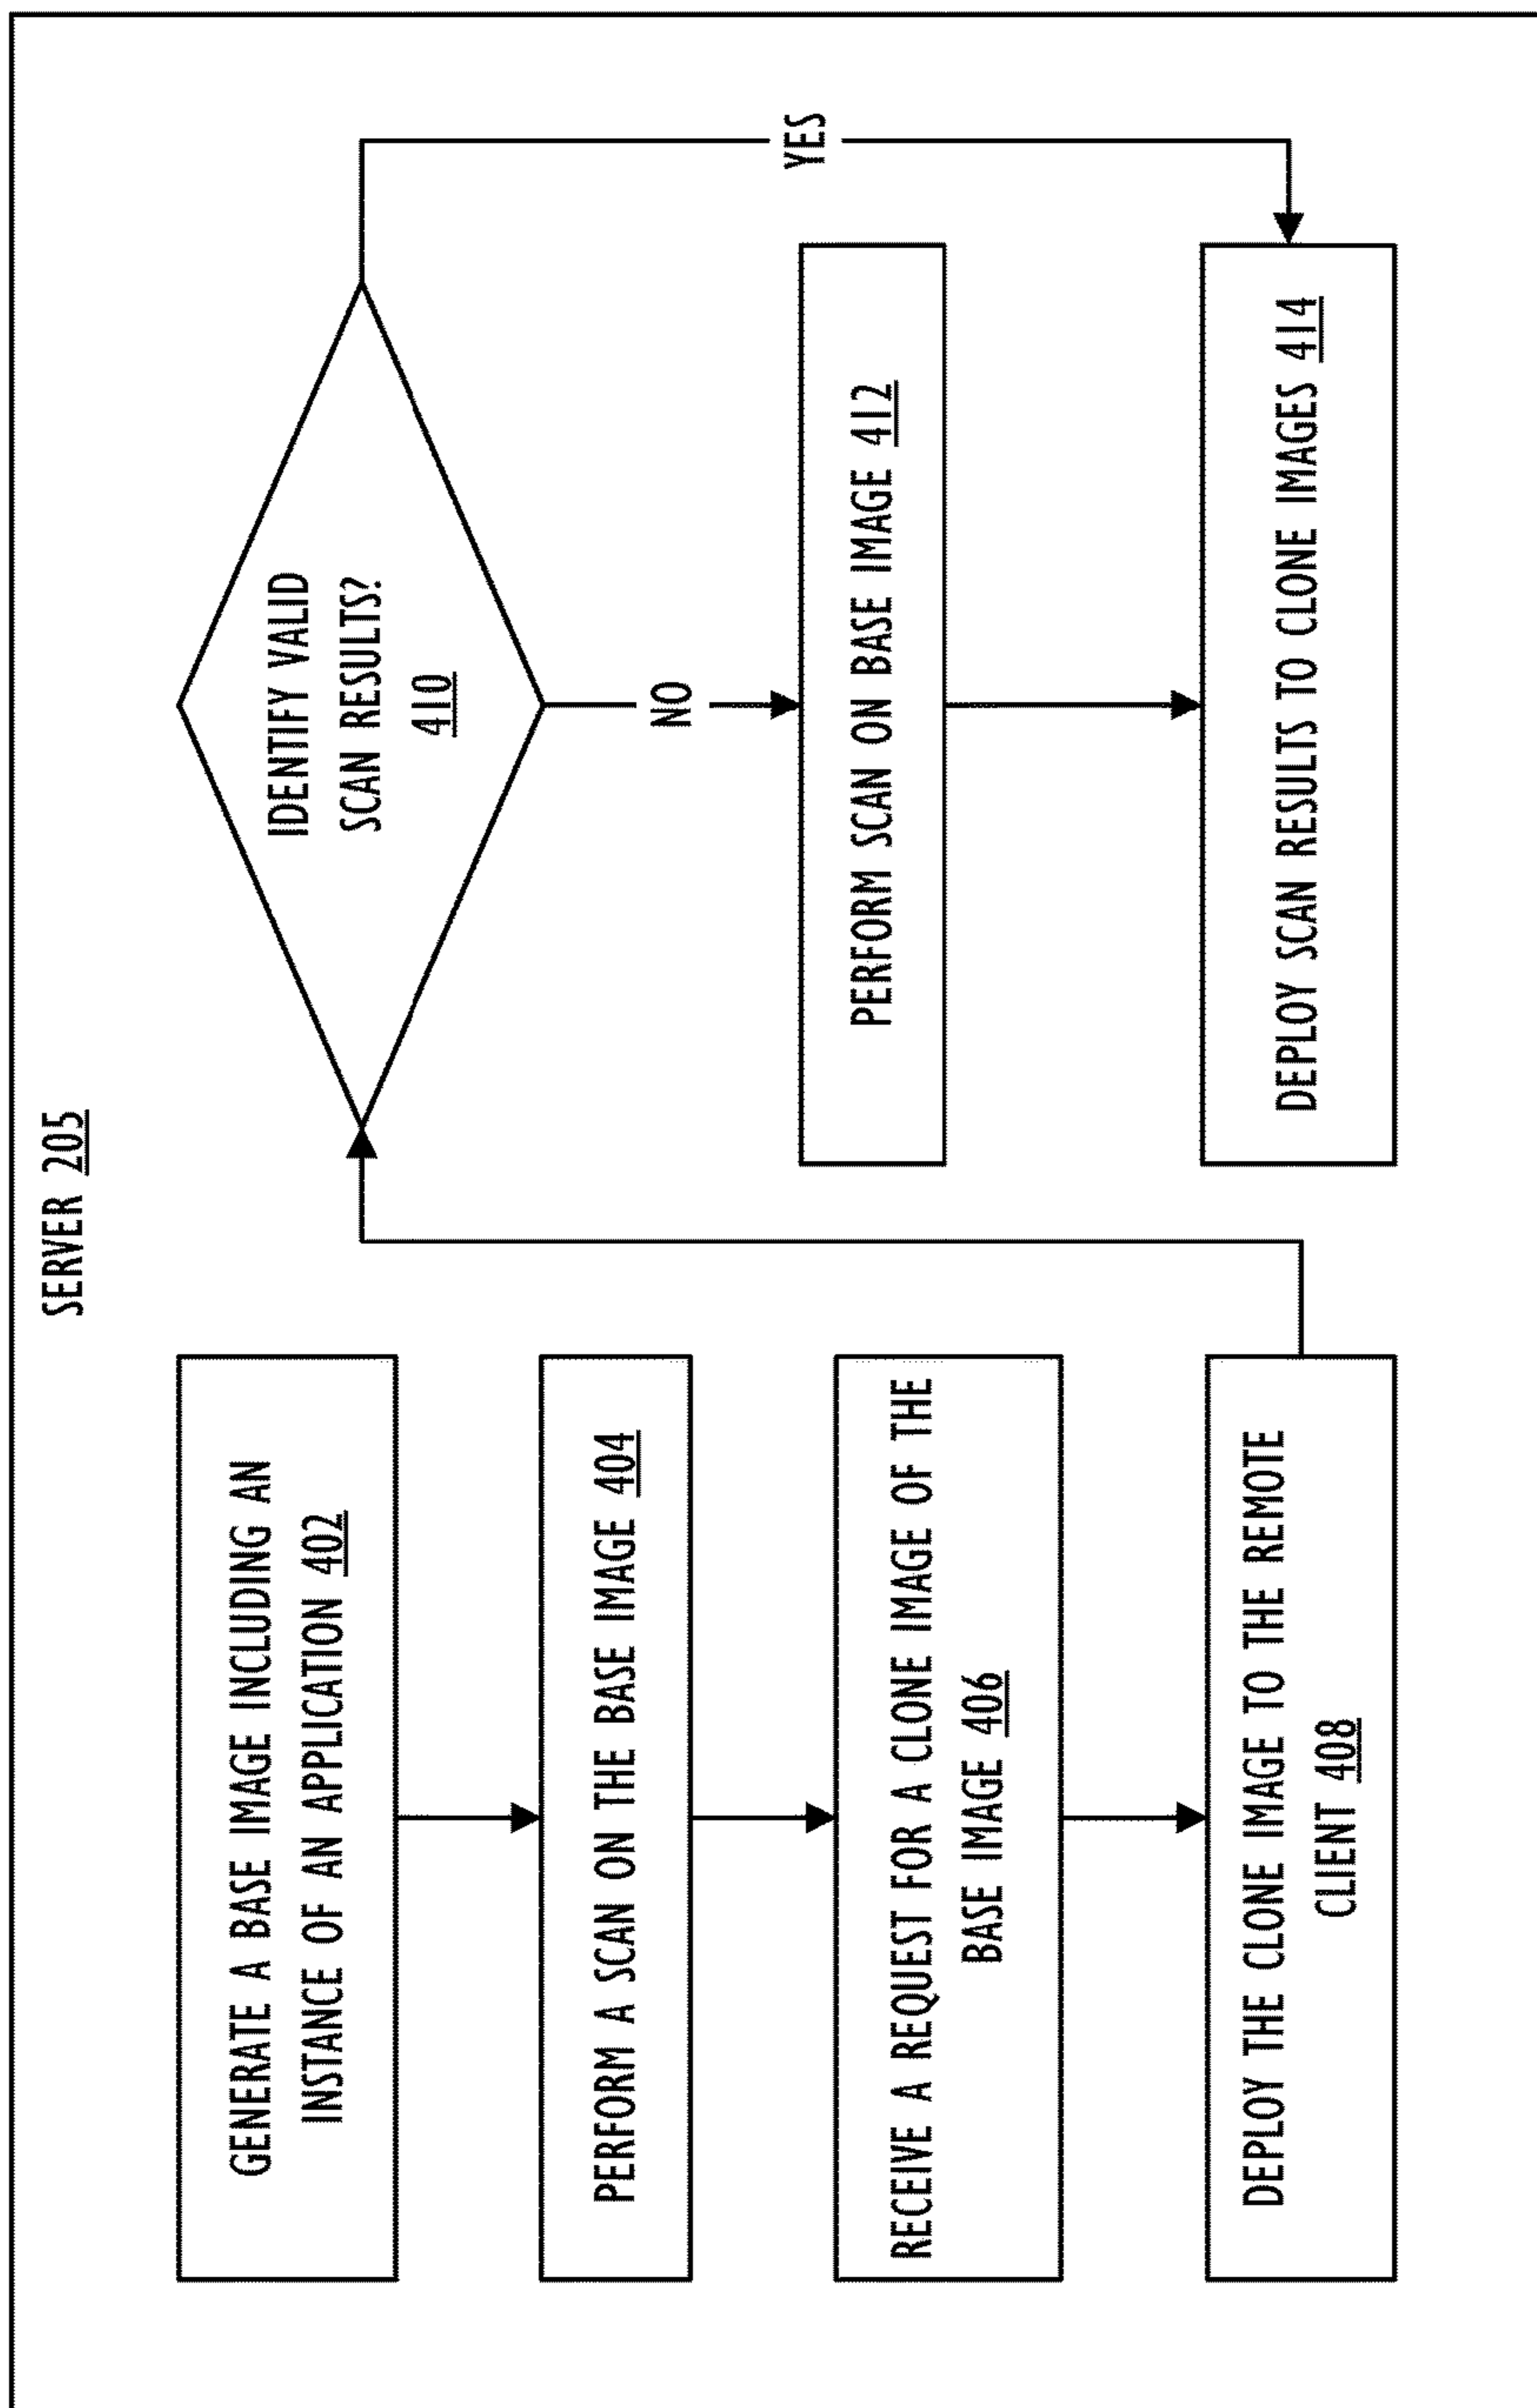 SERVER 205
GENERATE A BASE IMAGE INCLUDING AN
INSTANCE OF AN APPLICATION 402
PERFORM A SCAN ON THE BASE IMAGE 404
RECEIVE A REQUEST FOR A CLONE IMAGE OF THE
BASE IMAGE 406
DEPLOY THE CLONE IMAGE TO THE REMOTE
CLIENT 408
IDENTIFY VALID
SCAN RESULTS?
410
NO
YES
PERFORM SCAN ON BASE IMAGE 412
DEPLOY SCAN RESULTS TO CLONE IMAGES 414